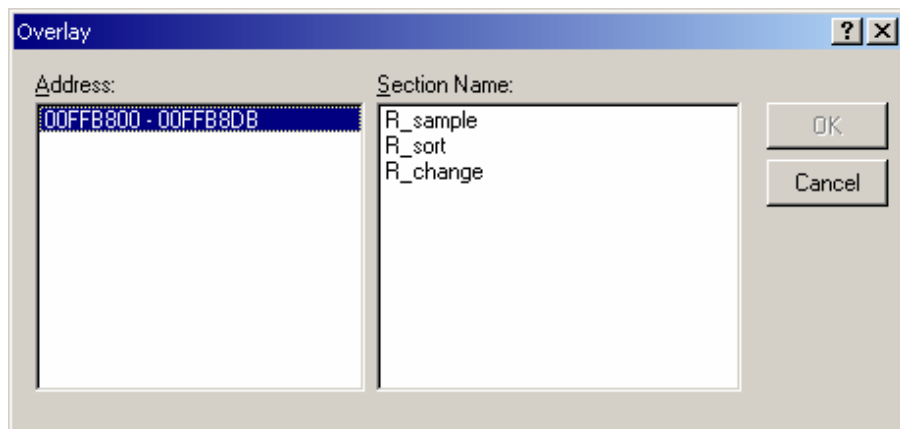 Overlay
Address:
Section Name:
00FFB800 - 00FFB8DB
R_sample
R_sort
R_change
OK
Cancel